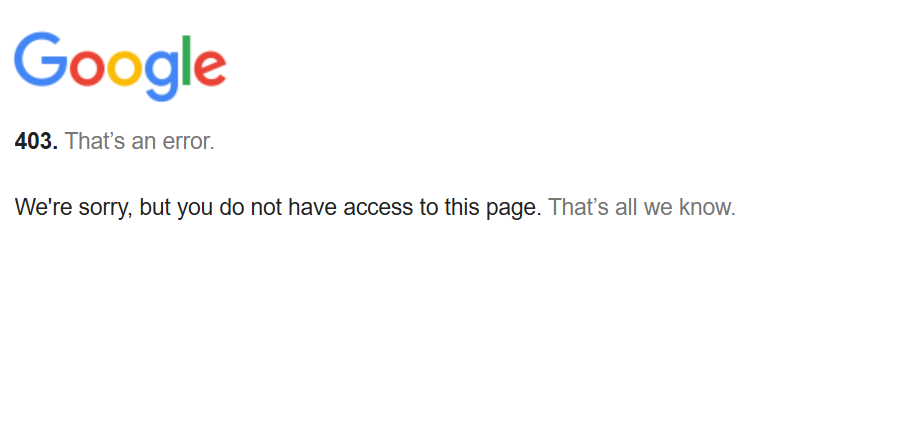 Google
403. That’s an error.
We're sorry, but you do not have access to this page. That’s all we know.